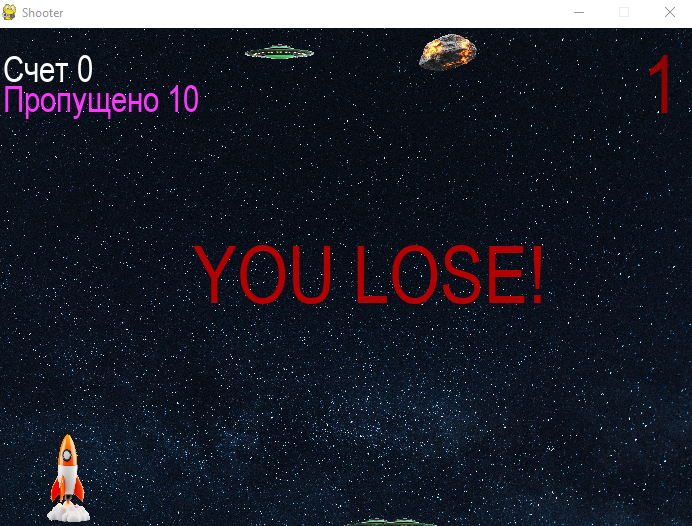 Shooter
Счет 0
Пропущено 10
1
YOU LOSE!